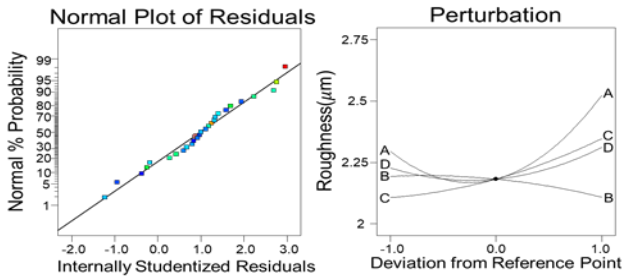 Normal Plot of Residuals
Normal % Probability
99
95
90
80
70
50
30
20
10
5
1
-2.0 -1.0 0.0 1.0 2.0 3.0
Internally Studentized Residuals
Perturbation
Roughness(μm)
2.75
2.5
2.25
2
A
D
B
C
A
C
D
B
-1.0 0.0 1.0
Deviation from Reference Point